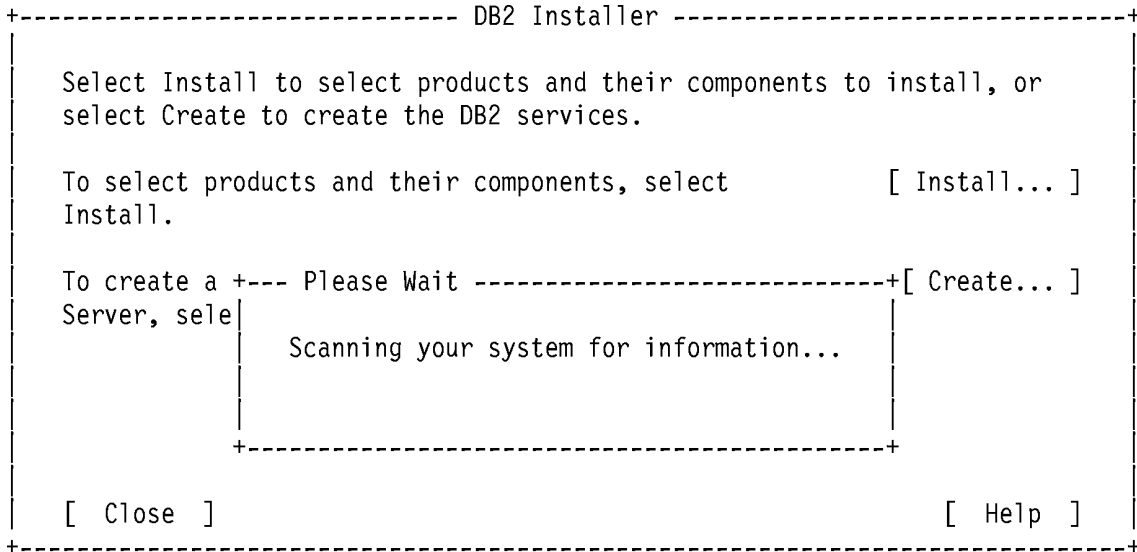 DB2 Installer
Select Install to select products and their components to install, or
select Create to create the DB2 services.
To select products and their components, select [ Install... ]
Install.
To create a +--- Please Wait -----------------------------+[ Create... ]
Server, sele
Scanning your system for information...
[ Close ] [ Help ]